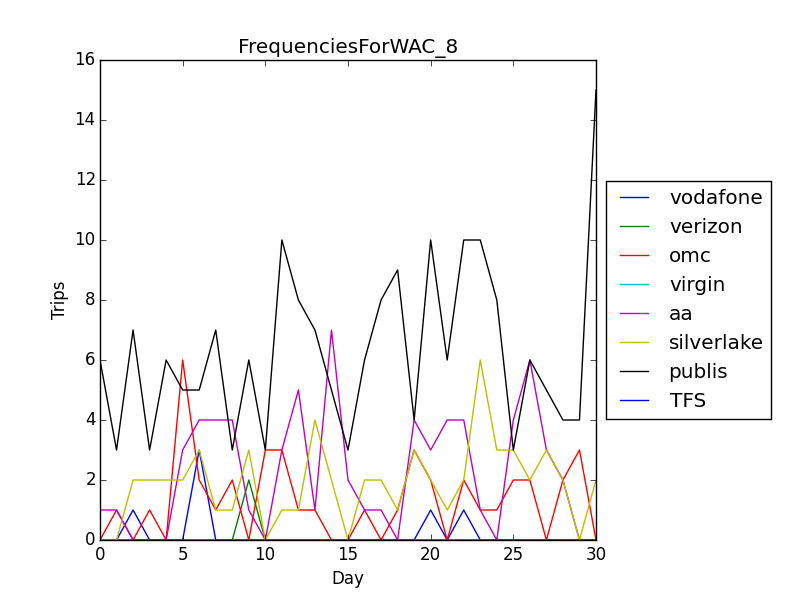 FrequenciesForWAC_8
16
14
12
10
8
6
4
2
0
Trips
0 5 10 15 20 25 30
Day
vodafone
verizon
omc
virgin
aa
silverlake
publis
TFS